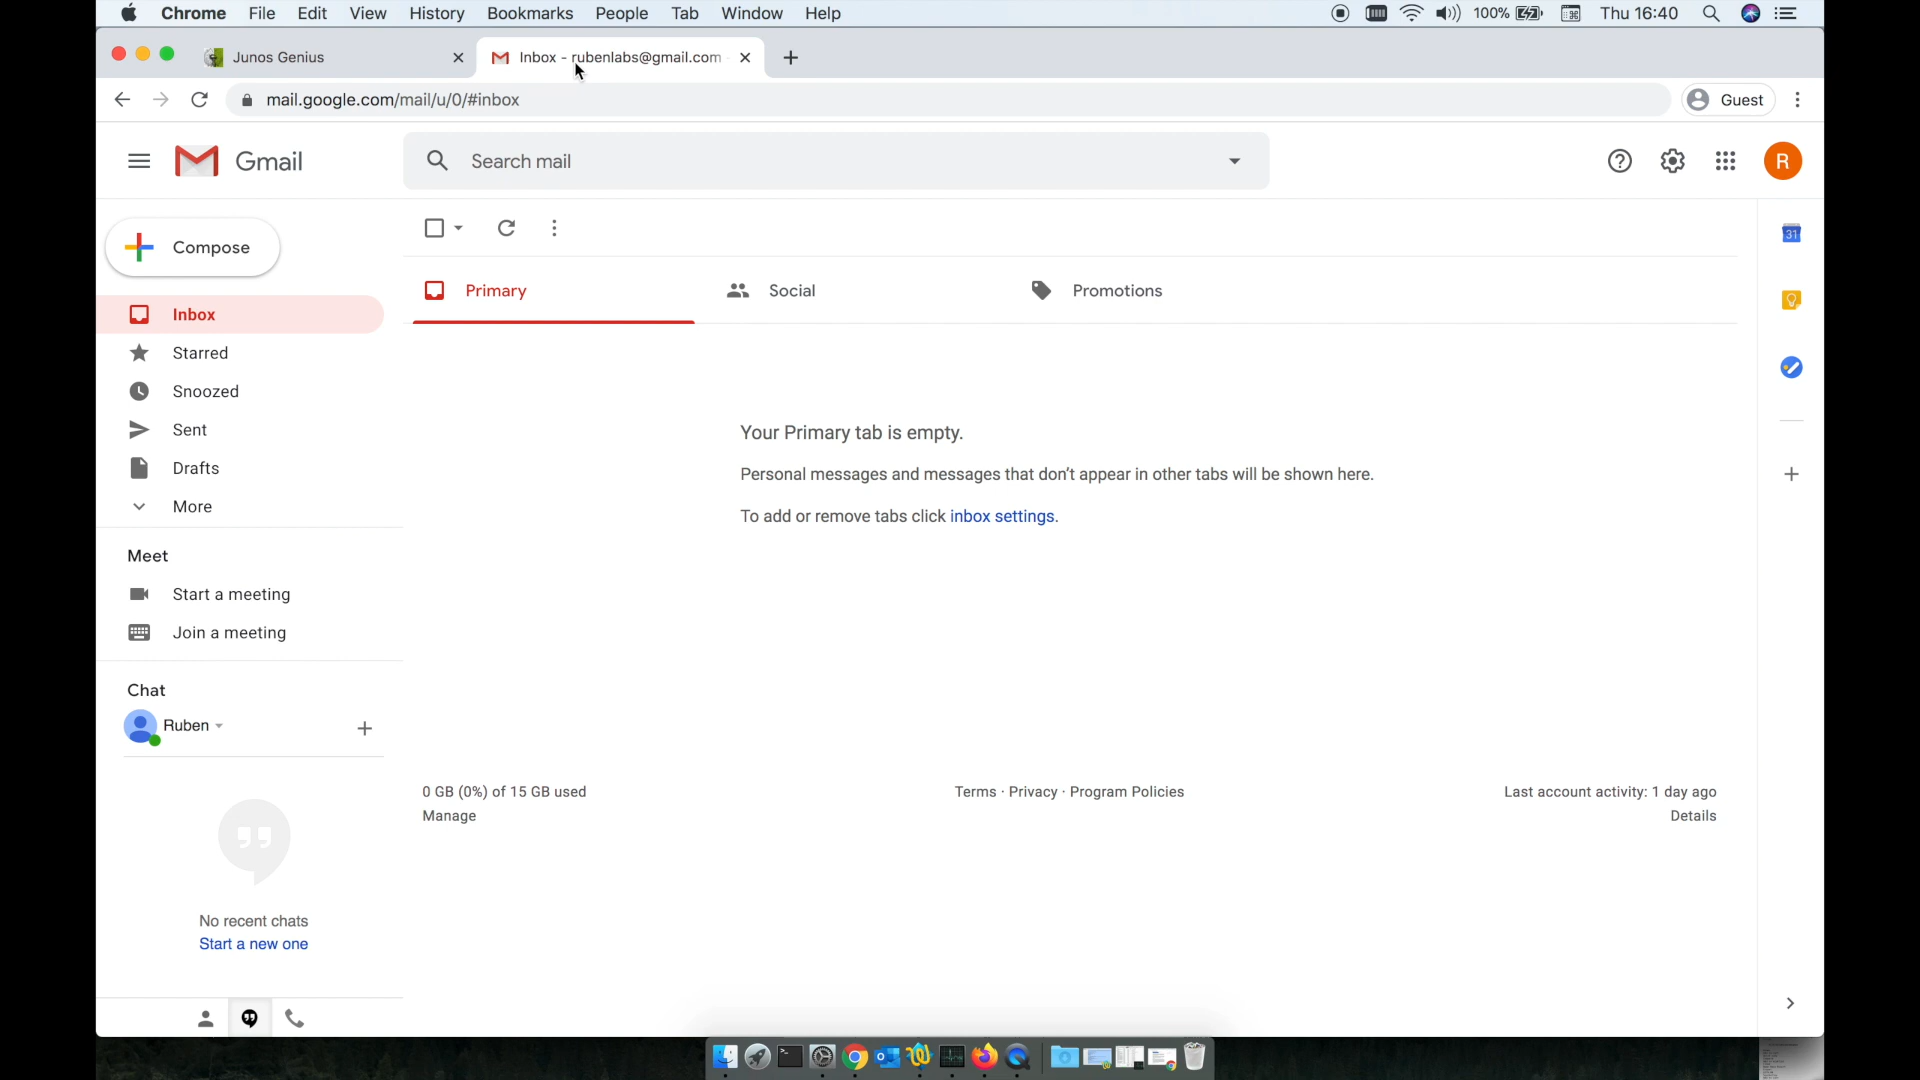 Chrome File Edit View History Bookmarks People Tab Window Help 100% Thu 16:40
Junos Genius Inbox - rubenlabs@gmail.com
mail.google.com/mail/u/0/#inbox Guest
Gmail Search mail R
Compose
31
Primary Social Promotions
Inbox
Starred
Snoozed
Sent
Drafts
More
Your Primary tab is empty.
Personal messages and messages that don't appear in other tabs will be shown here.
To add or remove tabs click inbox settings.
Meet
Start a meeting
Join a meeting
Chat
Ruben
0 GB (0%) of 15 GB used
Manage
Terms · Privacy · Program Policies
Last account activity: 1 day ago
Details
No recent chats
Start a new one